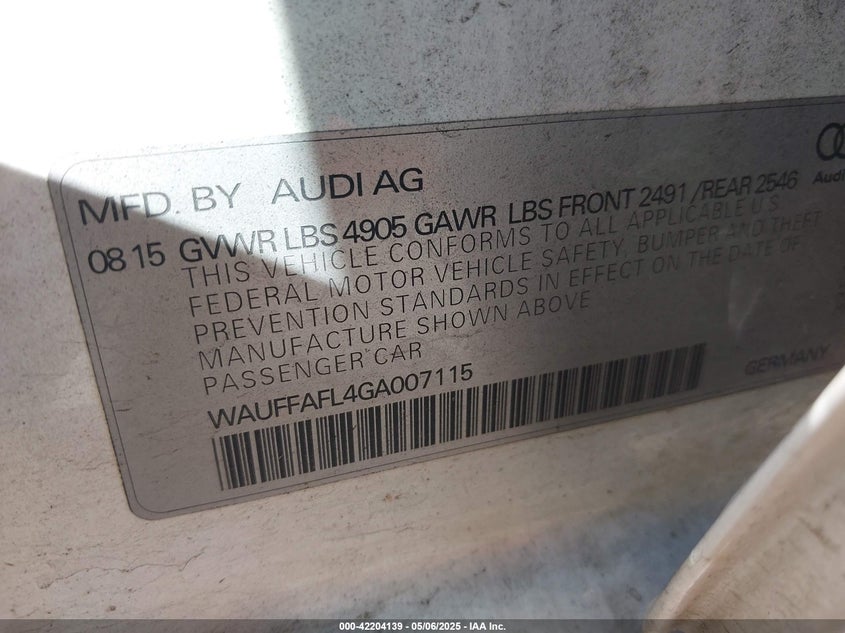 MFD. BY AUDI AG
Audi
08 15 GVWR LBS 4905 GAWR LBS FRONT 2491 /REAR 2546
THIS VEHICLE CONFORMS TO ALL APPLICABLE U.S.
FEDERAL MOTOR VEHICLE SAFETY, BUMPER AND THEFT
PREVENTION STANDARDS IN EFFECT ON THE DATE OF
MANUFACTURE SHOWN ABOVE
PASSENGER CAR
GERMANY
WAUFFAFL4GA007115
000-42204139 - 05/06/2025 - IAA Inc.